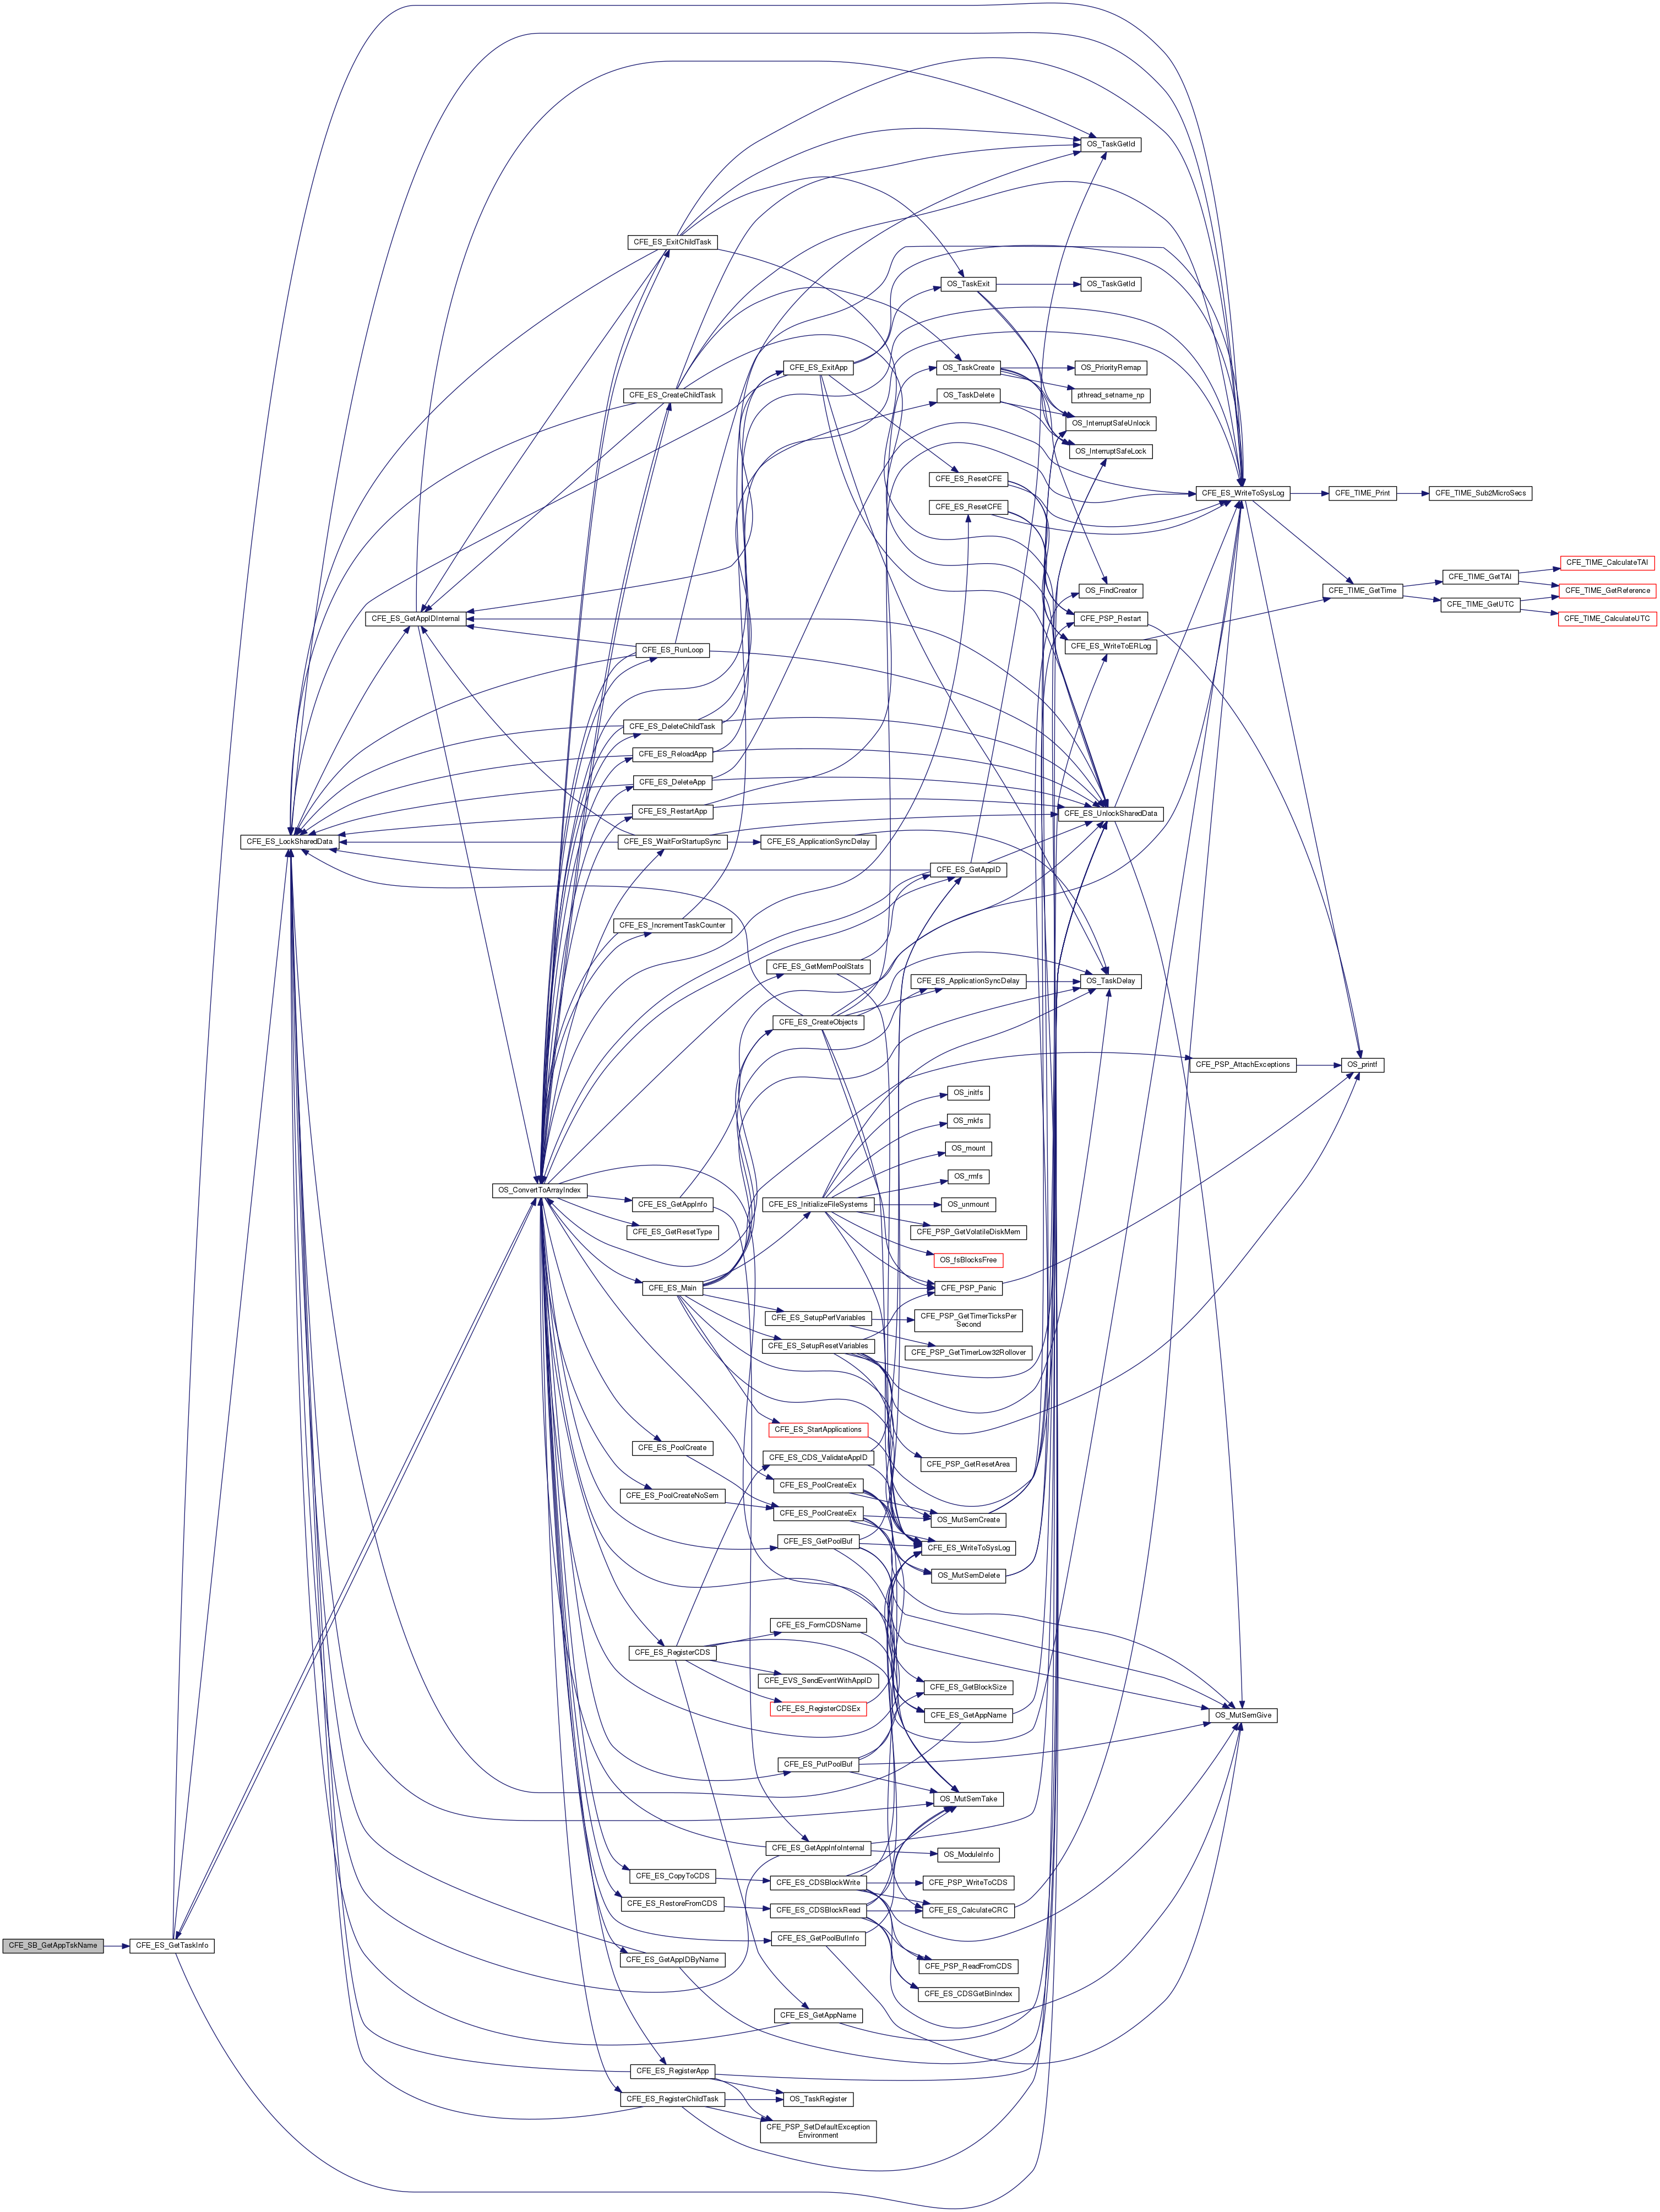 OS_TaskGetId
CFE_ES_ExitChildTask
OS_TaskExit
OS_TaskGetId
CFE_ES_ExitApp
OS_TaskCreate
OS_PriorityRemap
CFE_ES_CreateChildTask
OS_TaskDelete
pthread_setname_np
OS_InterruptSafeUnlock
OS_InterruptSafeLock
CFE_ES_ResetCFE
CFE_ES_WriteToSysLog
CFE_TIME_Print
CFE_TIME_Sub2MicroSecs
CFE_ES_ResetCFE
CFE_TIME_CalculateTAI
CFE_TIME_GetTAI
OS_FindCreator
CFE_TIME_GetTime
CFE_TIME_GetReference
CFE_TIME_GetUTC
CFE_ES_GetAppIDInternal
CFE_PSP_Restart
CFE_TIME_CalculateUTC
CFE_ES_RunLoop
CFE_ES_WriteToERLog
CFE_ES_DeleteChildTask
CFE_ES_ReloadApp
CFE_ES_DeleteApp
CFE_ES_RestartApp
CFE_ES_UnlockSharedData
CFE_ES_LockSharedData
CFE_ES_WaitForStartupSync
CFE_ES_ApplicationSyncDelay
CFE_ES_GetAppID
CFE_ES_IncrementTaskCounter
CFE_ES_GetMemPoolStats
CFE_ES_ApplicationSyncDelay
OS_TaskDelay
CFE_ES_CreateObjects
CFE_PSP_AttachExceptions
OS_printf
OS_initfs
OS_mkfs
OS_mount
OS_rmfs
OS_ConvertToArrayIndex
CFE_ES_GetAppInfo
CFE_ES_InitializeFileSystems
OS_unmount
CFE_ES_GetResetType
CFE_PSP_GetVolatileDiskMem
OS_fsBlocksFree
CFE_ES_Main
CFE_PSP_Panic
CFE_ES_SetupPerfVariables
CFE_PSP_GetTimerTicksPer
Second
CFE_ES_SetupResetVariables
CFE_PSP_GetTimerLow32Rollover
CFE_ES_StartApplications
CFE_ES_PoolCreate
CFE_ES_CDS_ValidateAppID
CFE_PSP_GetResetArea
CFE_ES_PoolCreateNoSem
CFE_ES_PoolCreateEx
CFE_ES_PoolCreateEx
OS_MutSemCreate
CFE_ES_GetPoolBuf
CFE_ES_WriteToSysLog
OS_MutSemDelete
CFE_ES_FormCDSName
CFE_ES_RegisterCDS
CFE_EVS_SendEventWithAppID
CFE_ES_GetBlockSize
CFE_ES_RegisterCDSEx
CFE_ES_GetAppName
OS_MutSemGive
CFE_ES_PutPoolBuf
OS_MutSemTake
CFE_ES_GetAppInfoInternal
OS_ModuleInfo
CFE_ES_CopyToCDS
CFE_ES_CDSBlockWrite
CFE_PSP_WriteToCDS
CFE_ES_RestoreFromCDS
CFE_ES_CDSBlockRead
CFE_ES_CalculateCRC
CFE_SB_GetAppTskName
CFE_ES_GetTaskInfo
CFE_ES_GetPoolBufInfo
CFE_ES_GetAppIDByName
CFE_PSP_ReadFromCDS
CFE_ES_CDSGetBinIndex
CFE_ES_GetAppName
CFE_ES_RegisterApp
CFE_ES_RegisterChildTask
OS_TaskRegister
CFE_PSP_SetDefaultException
Environment